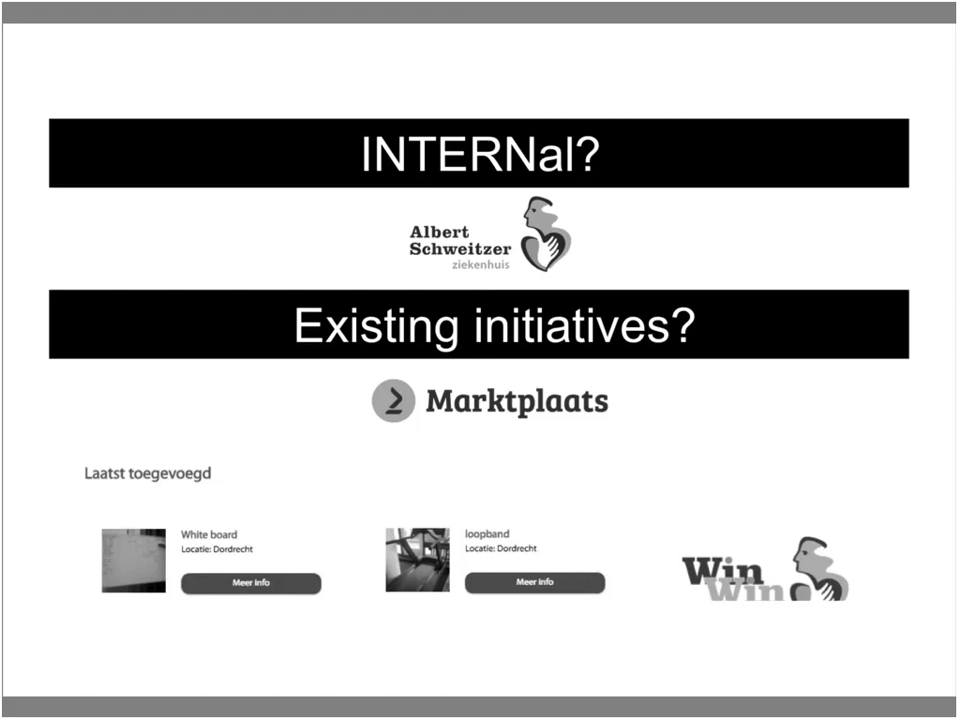 INTERNal?
Albert
Schweitzer
ziekenhuis
Existing initiatives?
Marktplaats
Laatst toegevoegd
White board
Locatie: Dordrecht
Meer info
loopband
Locatie: Dordrecht
Meer info
Win
Win